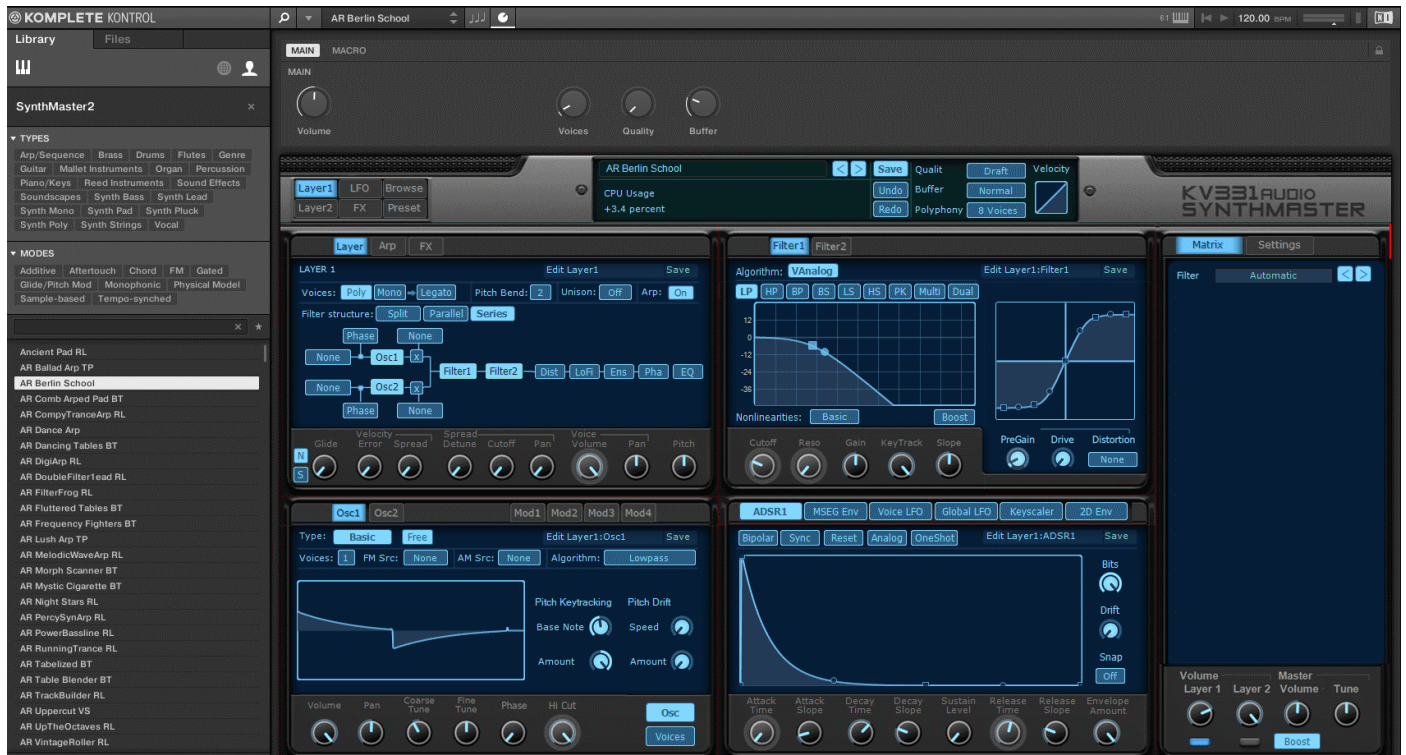 KOMPLETE KONTROL
AR Berlin School
61
120.00 BPM
Library Files
MAIN MACRO
MAIN
SynthMaster2 ×
Volume Voices Quality Buffer
TYPES
Arp/Sequence Brass Drums Flutes Genre
Guitar Mallet Instruments Organ Percussion
Piano/Keys Reed Instruments Sound Effects
Soundscapes Synth Bass Synth Lead
Synth Mono Synth Pad Synth Pluck
Synth Poly Synth Strings Vocal
MODES
Additive Aftertouch Chord FM Gated
Glide/Pitch Mod Monophonic Physical Model
Sample-based Tempo-synched
×
Ancient Pad RL
AR Ballad Arp TP
AR Berlin School
AR Comb Arped Pad BT
AR CompyTranceArp RL
AR Dance Arp
AR Dancing Tables BT
AR DigiArp RL
AR DoubleFilter1ead RL
AR FilterFrog RL
AR Fluttered Tables BT
AR Frequency Fighters BT
AR Lush Arp TP
AR MelodicWaveArp RL
AR Morph Scanner BT
AR Mystic Cigarette BT
AR Night Stars RL
AR PercySynArp RL
AR PowerBassline RL
AR RunningTrance RL
AR Tabelized BT
AR Table Blender BT
AR TrackBuilder RL
AR Uppercut VS
AR UpTheOctaves RL
AR VintageRoller RL
Layer1 LFO Browse
Layer2 FX Preset
AR Berlin School < > Save Qualit Draft Velocity
CPU Usage Undo Buffer Normal
+3.4 percent Redo Polyphony 8 Voices
KV331 AUDIO
SYNTHMASTER
Layer Arp FX
LAYER 1 Edit Layer1 Save
Voices: Poly Mono Legato Pitch Bend: 2 Unison: Off Arp: On
Filter structure: Split Parallel Series
Phase None
None Osc1 x
Filter1 Filter2 Dist LoFi Ens Pha EQ
None Osc2 x
Phase None
Velocity Spread Voice
Glide Error Spread Detune Cutoff Pan Volume Pan Pitch
N
S
Filter1 Filter2
Algorithm: VAnalog Edit Layer1:Filter1 Save
LP HP BP BS LS HS PK Multi Dual
12
0
-12
-24
-36
Nonlinearities: Basic Boost
Cutoff Reso Gain KeyTrack Slope
PreGain Drive Distortion
None
Matrix Settings
Filter Automatic < >
Osc1 Osc2 Mod1 Mod2 Mod3 Mod4
Type: Basic Free Edit Layer1:Osc1 Save
Voices: 1 FM Src: None AM Src: None Algorithm: Lowpass
Pitch Keytracking Pitch Drift
Base Note Speed
Amount Amount
Volume Pan Coarse Tune Fine Tune Phase Hi Cut
Osc
Voices
ADSR1 MSEG Env Voice LFO Global LFO Keyscaler 2D Env
Bipolar Sync Reset Analog OneShot Edit Layer1:ADSR1 Save
Bits
Drift
Snap
Off
Attack Attack Decay Decay Sustain Release Release Envelope
Time Slope Time Slope Level Time Slope Amount
Volume Master
Layer 1 Layer 2 Volume Tune
Boost